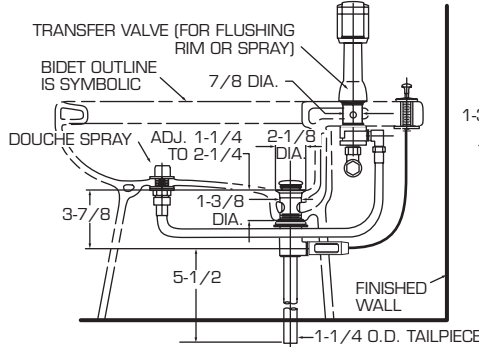 TRANSFER VALVE (FOR FLUSHING
RIM OR SPRAY)
BIDET OUTLINE
IS SYMBOLIC
7/8 DIA.
DOUCHE SPRAY
ADJ. 1-1/4
TO 2-1/4
2-1/8
DIA.
1-3/8
DIA.
3-7/8
5-1/2
FINISHED
WALL
1-1/4 O.D. TAILPIECE